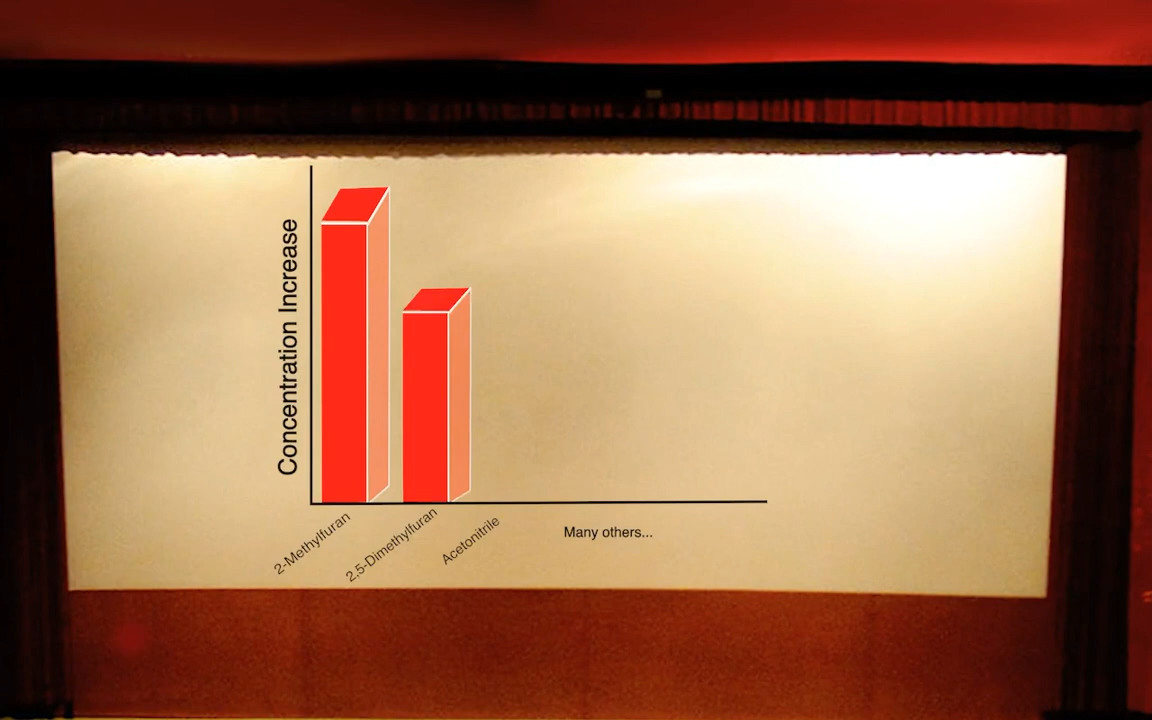 Concentration Increase
2-Methylfuran
2,5-Dimethylfuran
Acetonitrile
Many others...